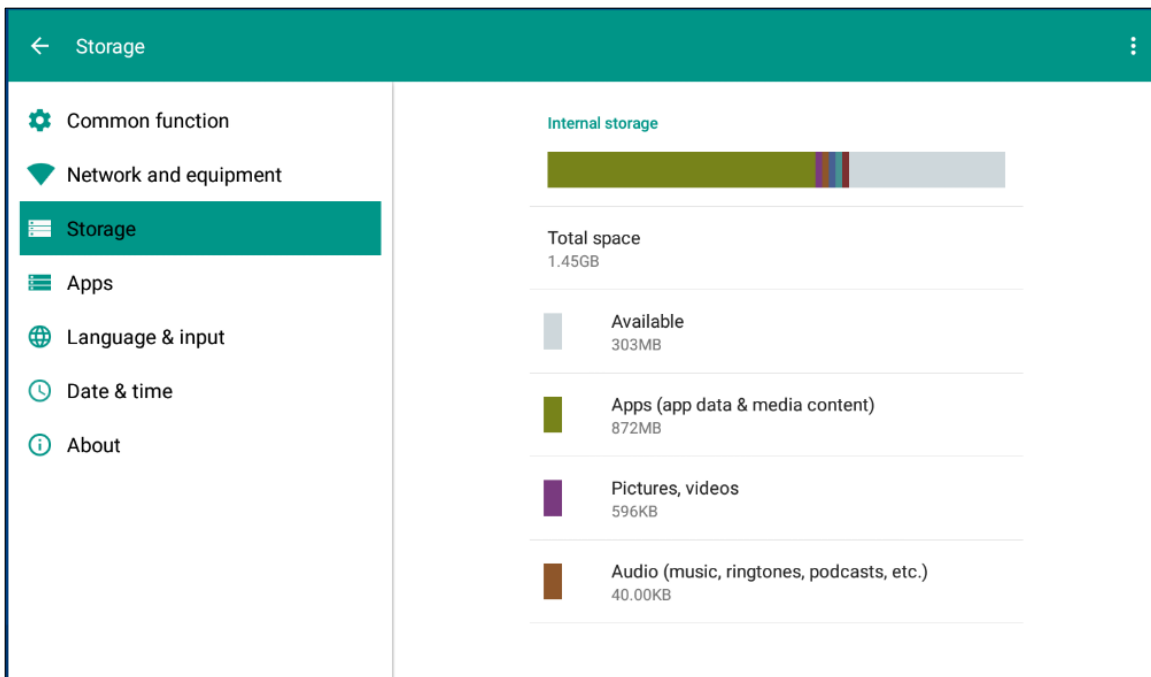 Storage
Common function
Network and equipment
Storage
Apps
Language & input
Date & time
About
Internal storage
Total space
1.45GB
Available
303MB
Apps (app data & media content)
872MB
Pictures, videos
596KB
Audio (music, ringtones, podcasts, etc.)
40.00KB